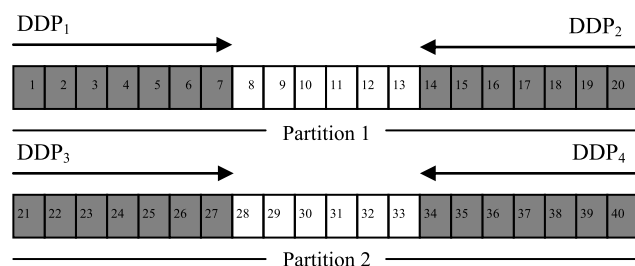 DDP₁ DDP₂
1 2 3 4 5 6 7 8 9 10 11 12 13 14 15 16 17 18 19 20
Partition 1
DDP₃ DDP₄
21 22 23 24 25 26 27 28 29 30 31 32 33 34 35 36 37 38 39 40
Partition 2